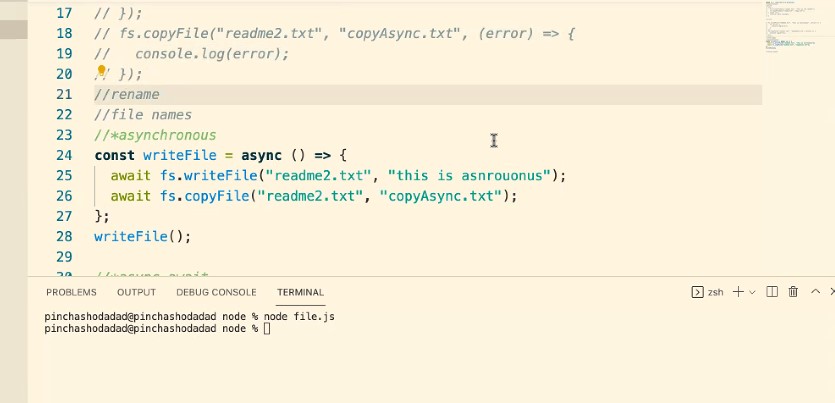 17 // });
18 // fs.copyFile("readme2.txt", "copyAsync.txt", (error) => {
19 //   console.log(error);
20 // });
21 //rename
22 //file names
23 //*asynchronous
24 const writeFile = async () => {
25   await fs.writeFile("readme2.txt", "this is asnrouonus");
26   await fs.copyFile("readme2.txt", "copyAsync.txt");
27 };
28 writeFile();
29
30 //*async await
PROBLEMS OUTPUT DEBUG CONSOLE TERMINAL zsh
pinchashodadad@pinchashodadad node % node file.js
pinchashodadad@pinchashodadad node %